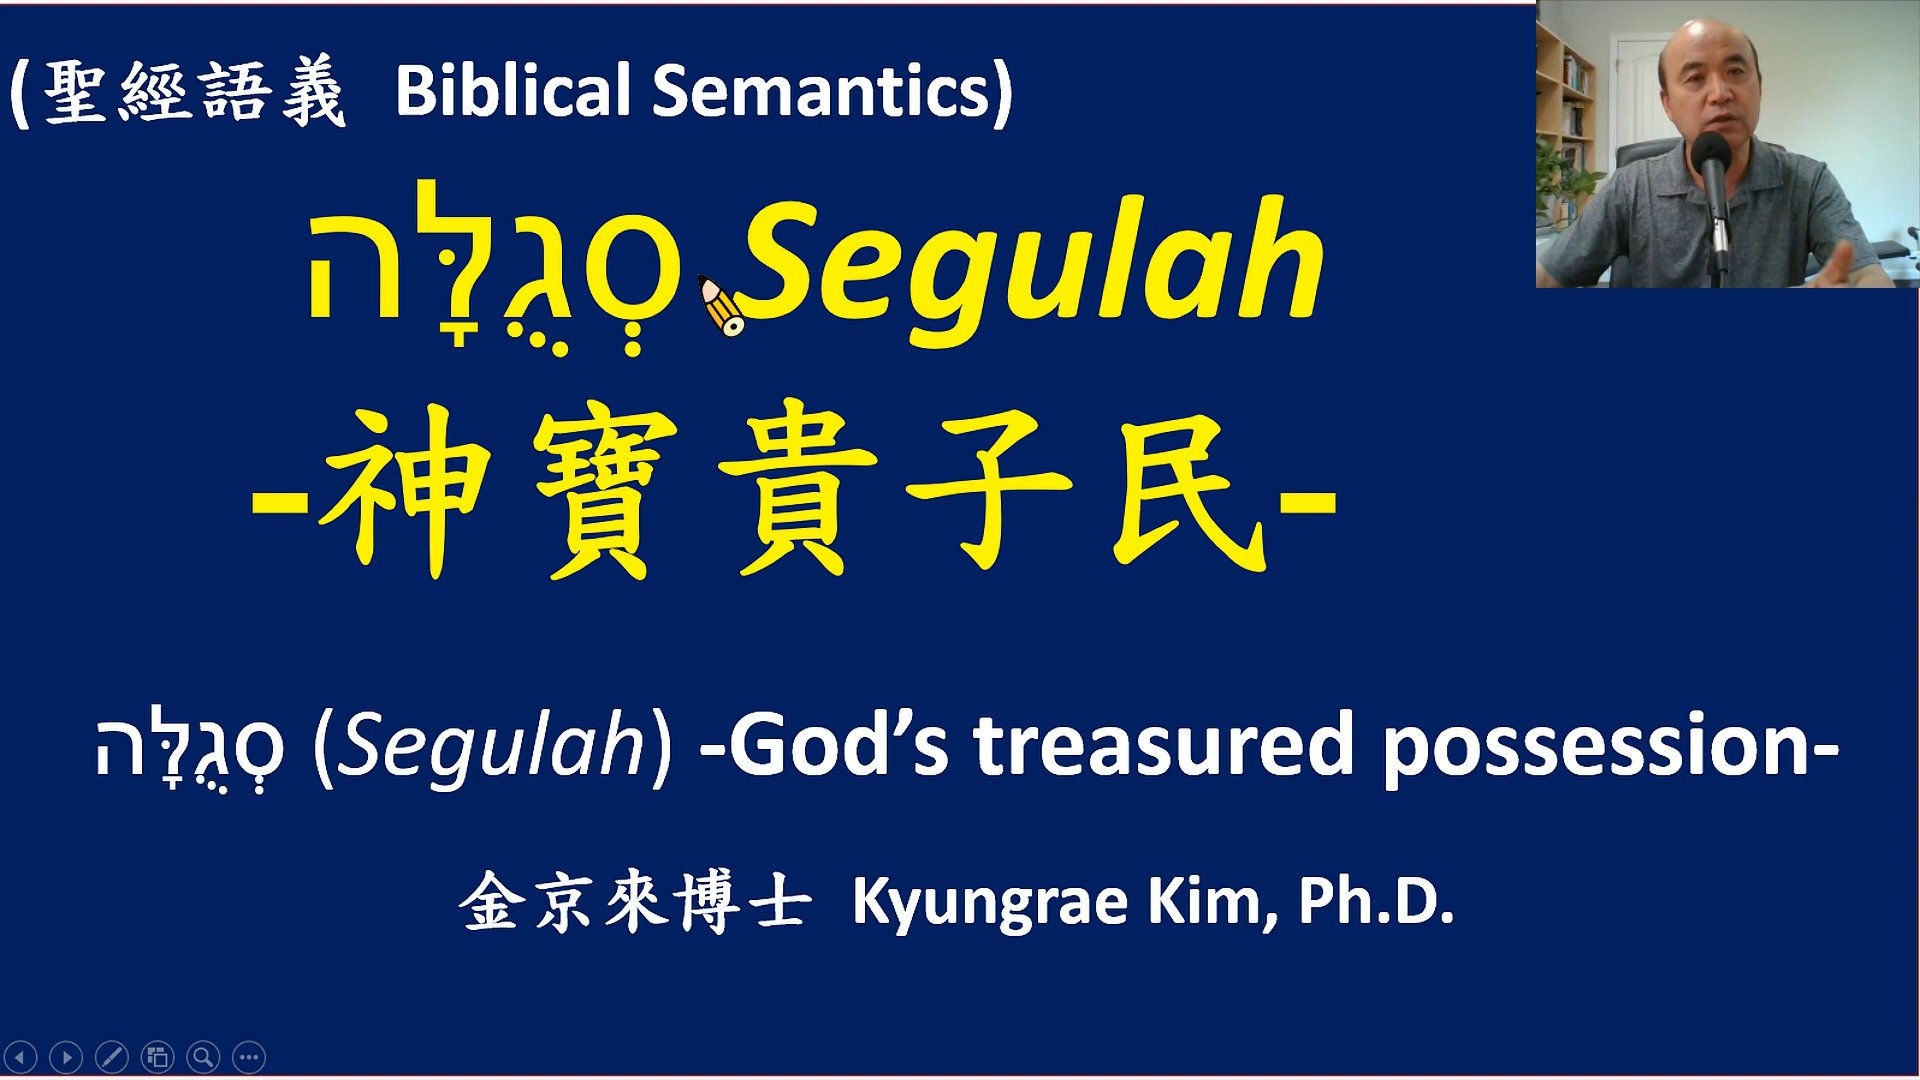 (聖經語義 Biblical Semantics)
סְגֻלָּה Segulah
-神寶貴子民-
סְגֻלָּה (Segulah) -God’s treasured possession-
金京來博士 Kyungrae Kim, Ph.D.